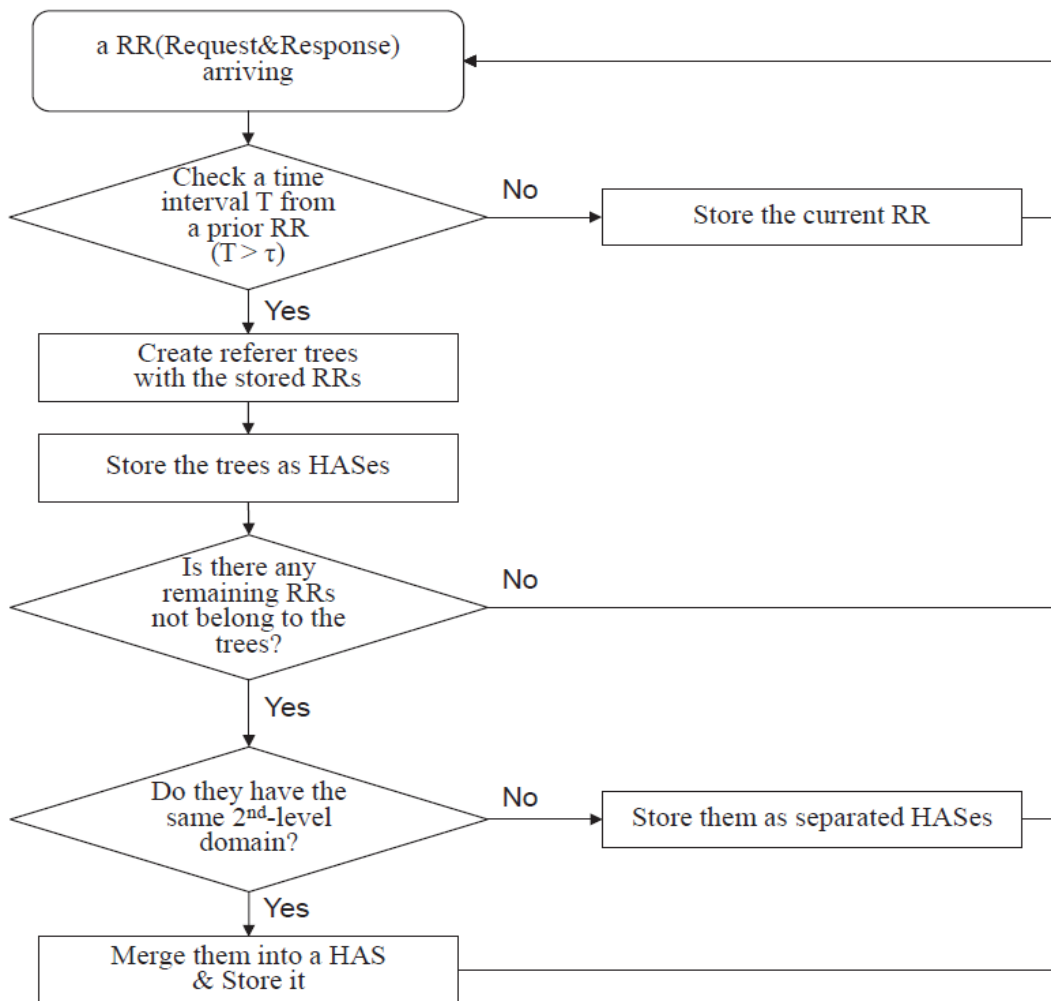 a RR(Request&Response)
arriving
Check a time
interval T from
a prior RR
(T > τ)
No
Store the current RR
Yes
Create referer trees
with the stored RRs
Store the trees as HASes
Is there any
remaining RRs
not belong to the
trees?
No
Yes
Do they have the
same 2nd-level
domain?
No
Store them as separated HASes
Yes
Merge them into a HAS
& Store it